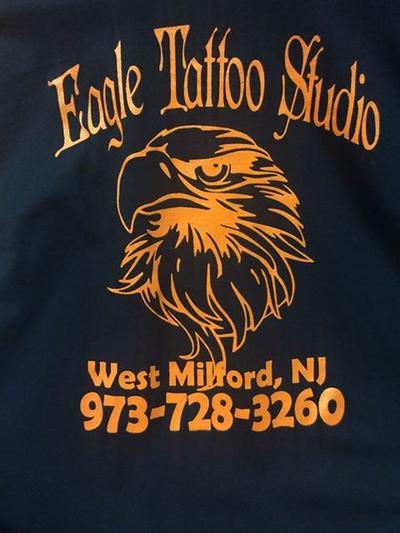 Eagle Tattoo Studio
West Milford, NJ
973-728-3260